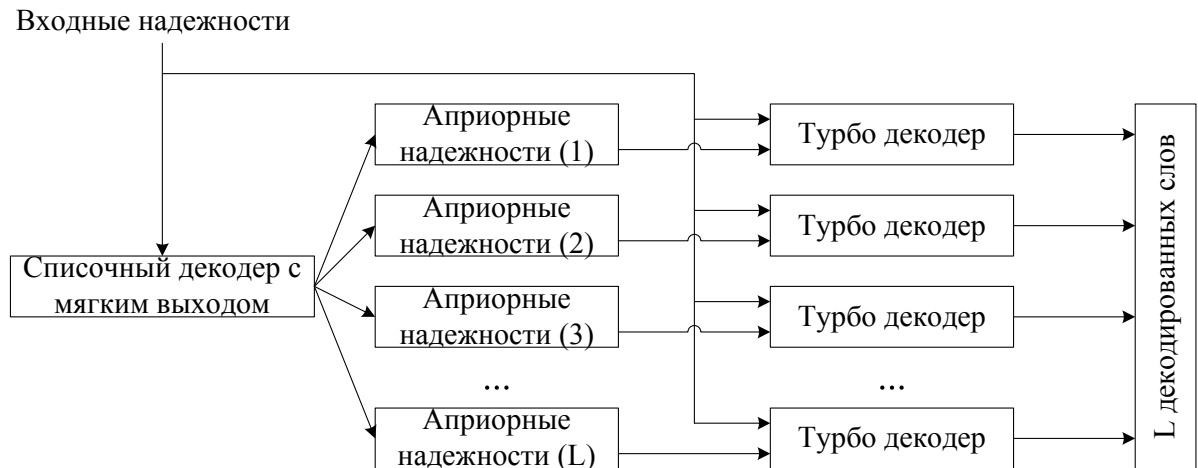 Входные надежности
Априорные
надежности (1)
Турбо декодер
Априорные
надежности (2)
Турбо декодер
Списочный декодер с
мягким выходом
Априорные
надежности (3)
Турбо декодер
...
...
Априорные
надежности (L)
Турбо декодер
L декодированных слов